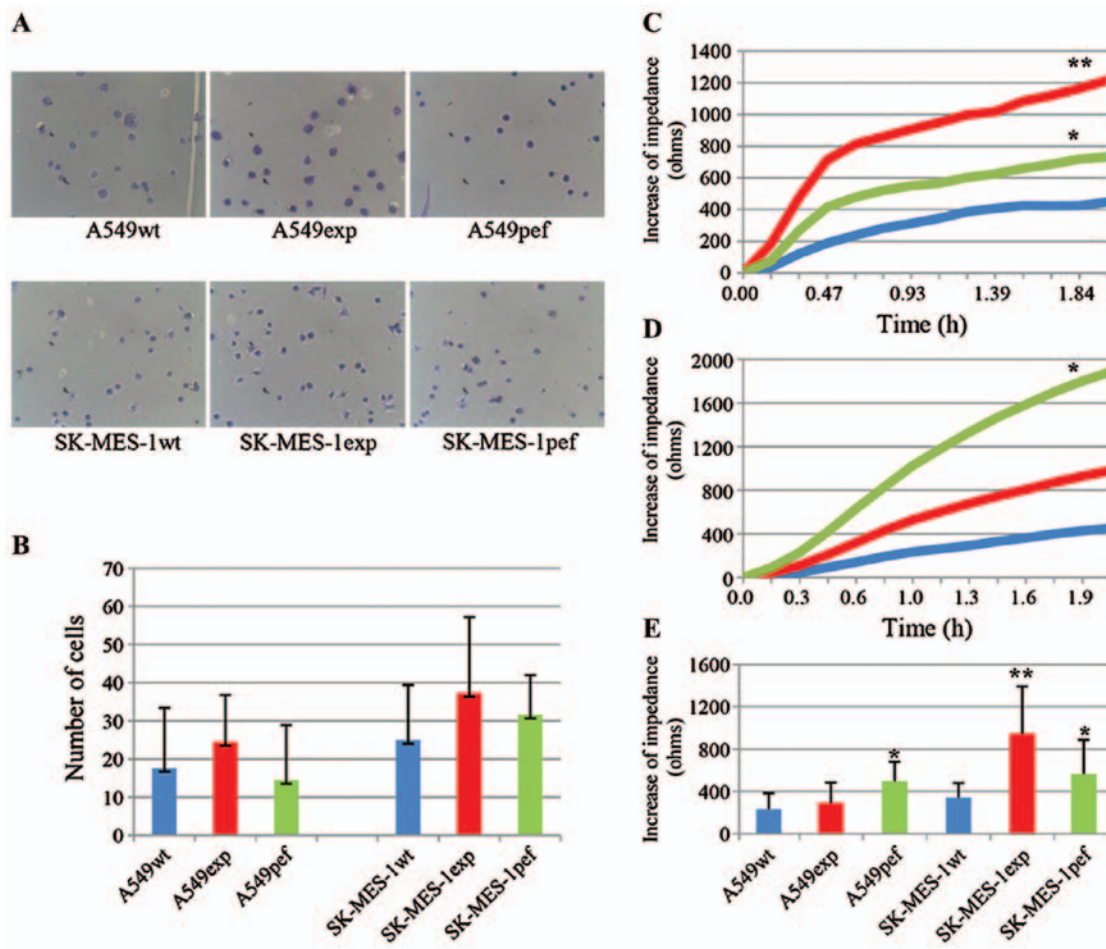 A
A549wt
A549exp
A549pef
SK-MES-1wt
SK-MES-1exp
SK-MES-1pef
B
Number of cells
70
60
50
40
30
20
10
0
A549wt
A549exp
A549pef
SK-MES-1wt
SK-MES-1exp
SK-MES-1pef
C
Increase of impedance
(ohms)
1400
1200
1000
800
600
400
200
0
**
*
0.00 0.47 0.93 1.39 1.84
Time (h)
D
Increase of impedance
(ohms)
2000
1600
1200
800
400
0
*
0.0 0.3 0.6 1.0 1.3 1.6 1.9
Time (h)
E
Increase of impedance
(ohms)
1600
1200
800
400
0
*
**
*
A549wt
A549exp
A549pef
SK-MES-1wt
SK-MES-1exp
SK-MES-1pef